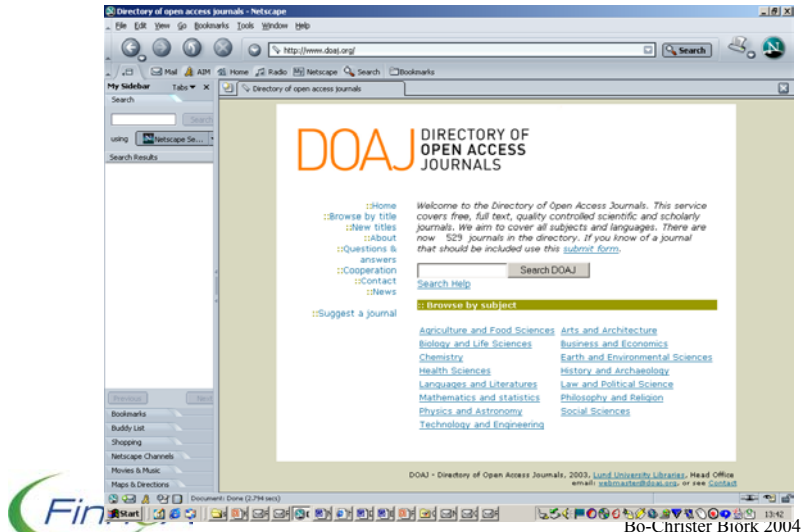 Directory of open access journals - Netscape
File Edit View Go Bookmarks Tools Window Help
http://www.doaj.org/
Search
Mail AIM Home Radio Netscape Search Bookmarks
My Sidebar Tabs X
Directory of open access journals
Search
Search
using Netscape Se...
Search Results
DOAJ DIRECTORY OF
OPEN ACCESS
JOURNALS
::Home
::Browse by title
::New titles
::About
::Questions &
answers
::Cooperation
::Contact
::News
::Suggest a journal
Welcome to the Directory of Open Access Journals. This service
covers free, full text, quality controlled scientific and scholarly
journals. We aim to cover all subjects and languages. There are
now 529 journals in the directory. If you know of a journal
that should be included use this submit form.
Search DOAJ
Search Help
:: Browse by subject
Agriculture and Food Sciences Arts and Architecture
Biology and Life Sciences Business and Economics
Chemistry Earth and Environmental Sciences
Health Sciences History and Archaeology
Languages and Literatures Law and Political Science
Mathematics and statistics Philosophy and Religion
Physics and Astronomy Social Sciences
Technology and Engineering
Previous Next
Bookmarks
Buddy List
Shopping
Netscape Channels
Movies & Music
Maps & Directions
DOAJ - Directory of Open Access Journals, 2003, Lund University Libraries, Head Office
email: webmaster@doaj.org, or see Contact
Document: Done (2.794 secs)
Start
13:42
Fin
Bo-Christer Björk 2004